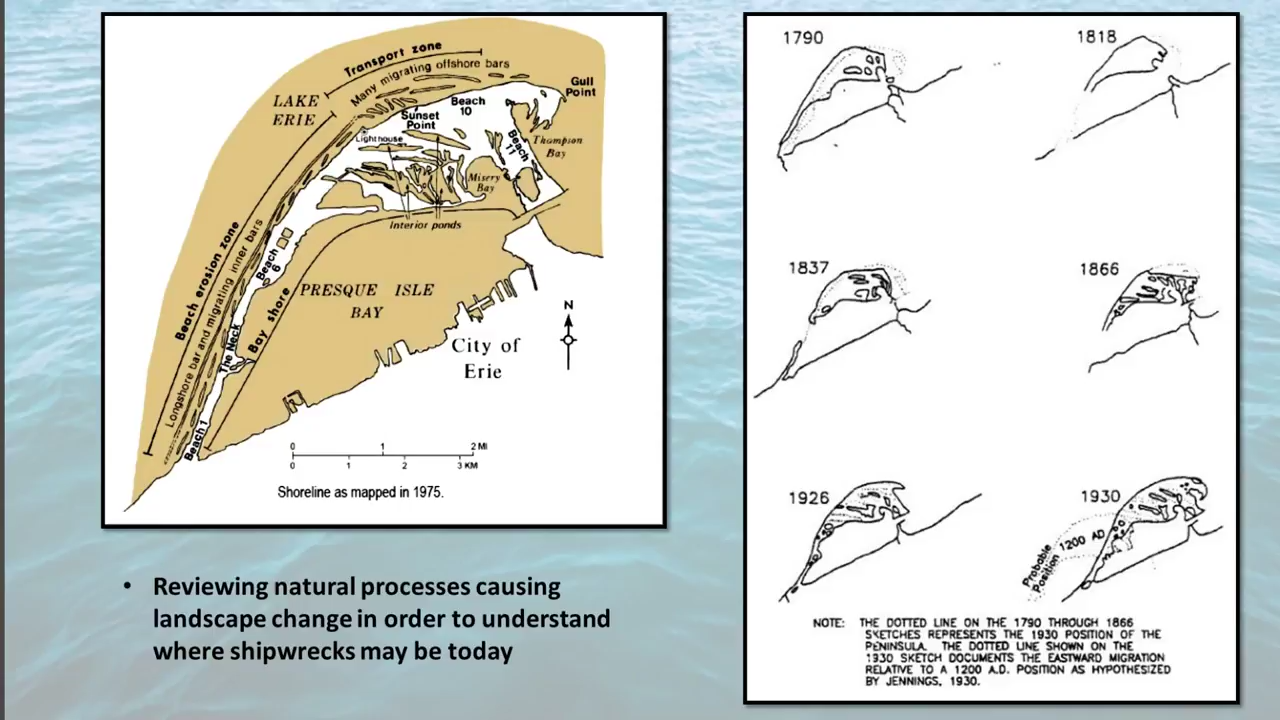 Transport zone
Many migrating offshore bars
Gull
Point
LAKE
ERIE
Beach
10
Sunset
Point
Lighthouse
Beach
11
Thompson
Bay
Misery
Bay
Interior ponds
Beach erosion zone
Longshore bar and migrating inner bars
Beach
6
The Neck
Bay shore
PRESQUE ISLE
BAY
N
City of
Erie
Beach 1
0 1 2 MI
0 1 2 3 KM
Shoreline as mapped in 1975.
• Reviewing natural processes causing
landscape change in order to understand
where shipwrecks may be today
1790
1818
1837
1866
1926
1930
Probable
Position
1200 AD
NOTE: THE DOTTED LINE ON THE 1790 THROUGH 1866
SKETCHES REPRESENTS THE 1930 POSITION OF THE
PENINSULA. THE DOTTED LINE SHOWN ON THE
1930 SKETCH DOCUMENTS THE EASTWARD MIGRATION
RELATIVE TO A 1200 A.D. POSITION AS HYPOTHESIZED
BY JENNINGS, 1930.